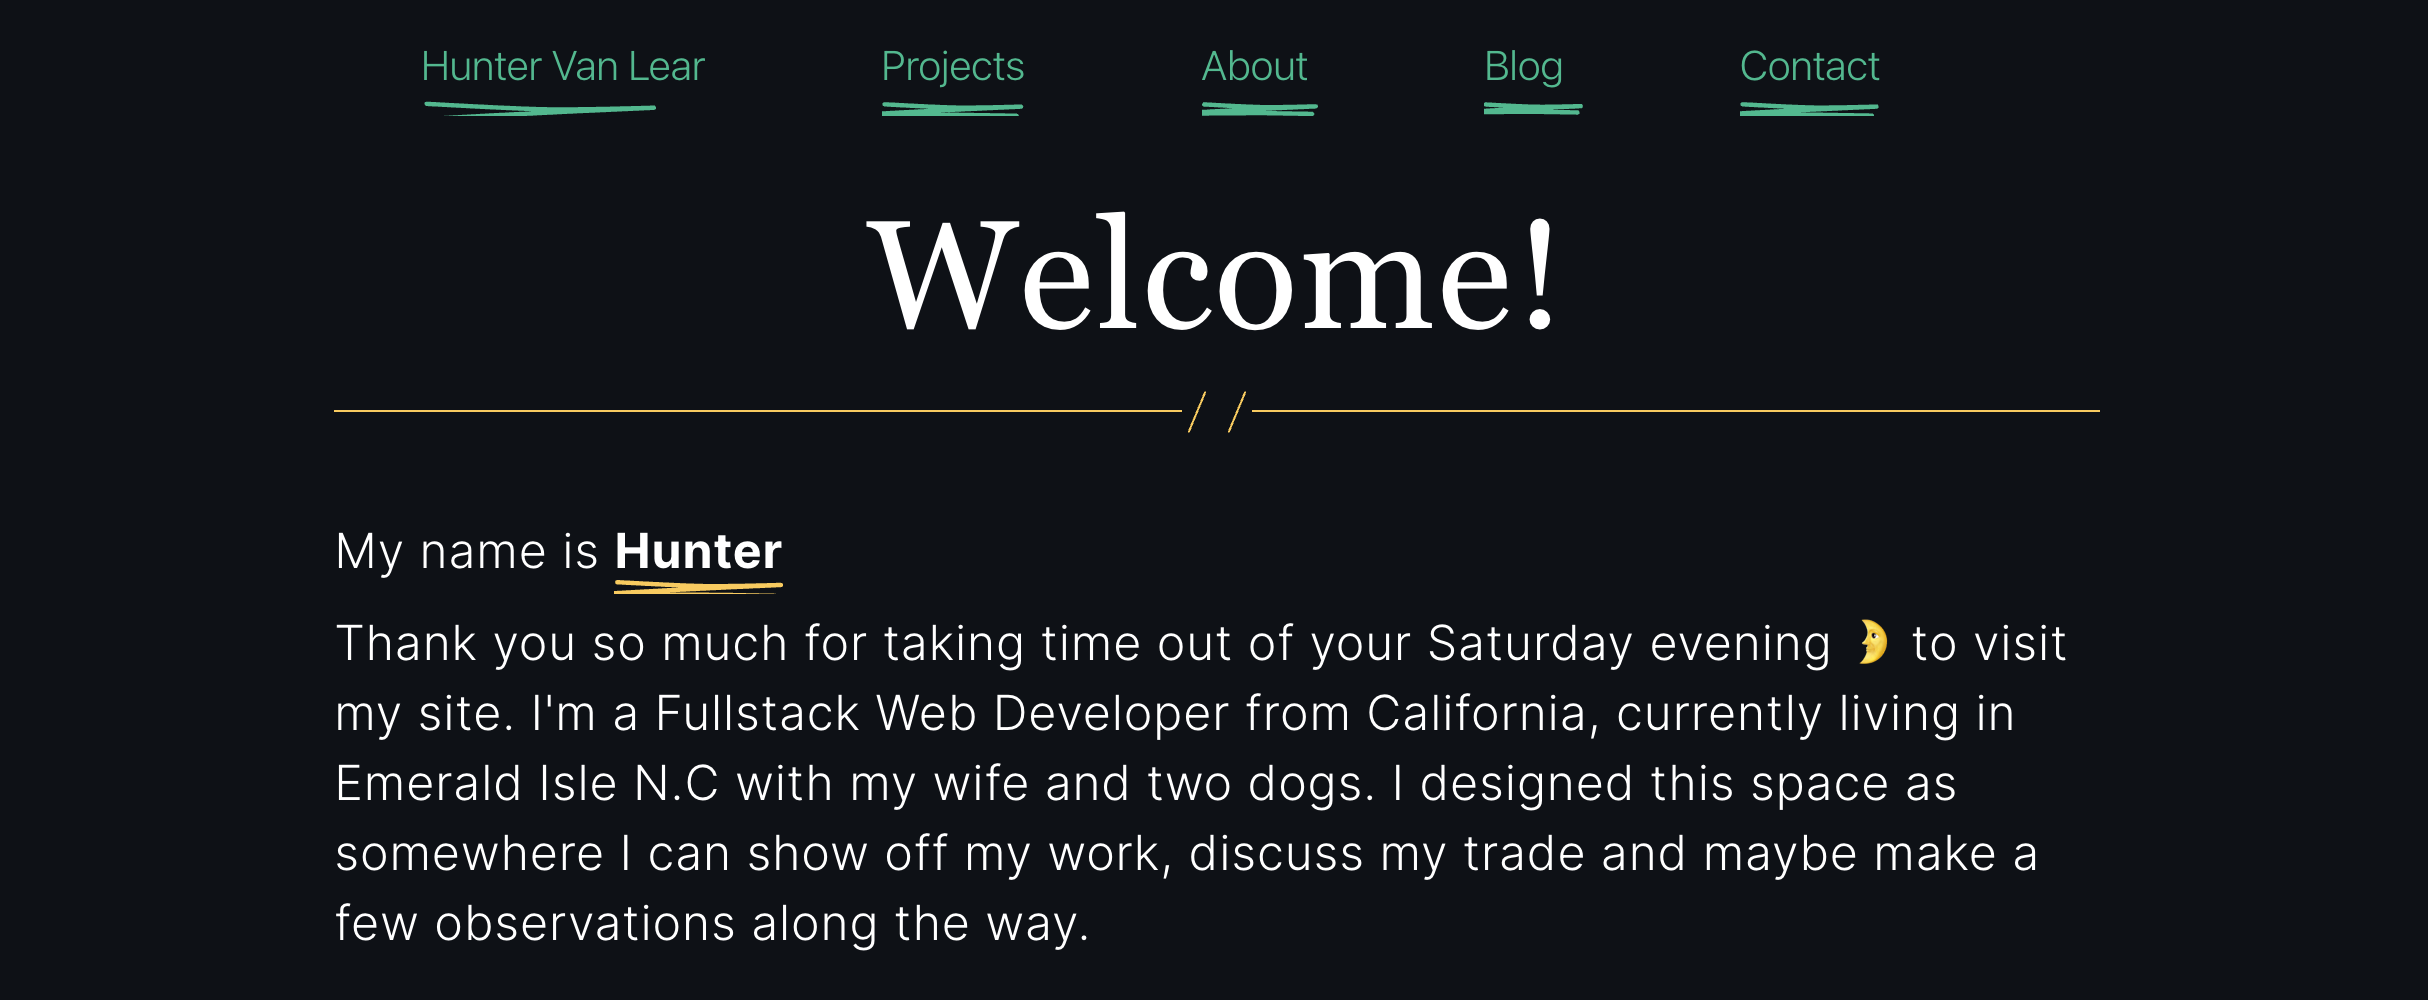 Hunter Van Lear Projects About Blog Contact
Welcome!
My name is Hunter
Thank you so much for taking time out of your Saturday evening 🌛 to visit
my site. I'm a Fullstack Web Developer from California, currently living in
Emerald Isle N.C with my wife and two dogs. I designed this space as
somewhere I can show off my work, discuss my trade and maybe make a
few observations along the way.